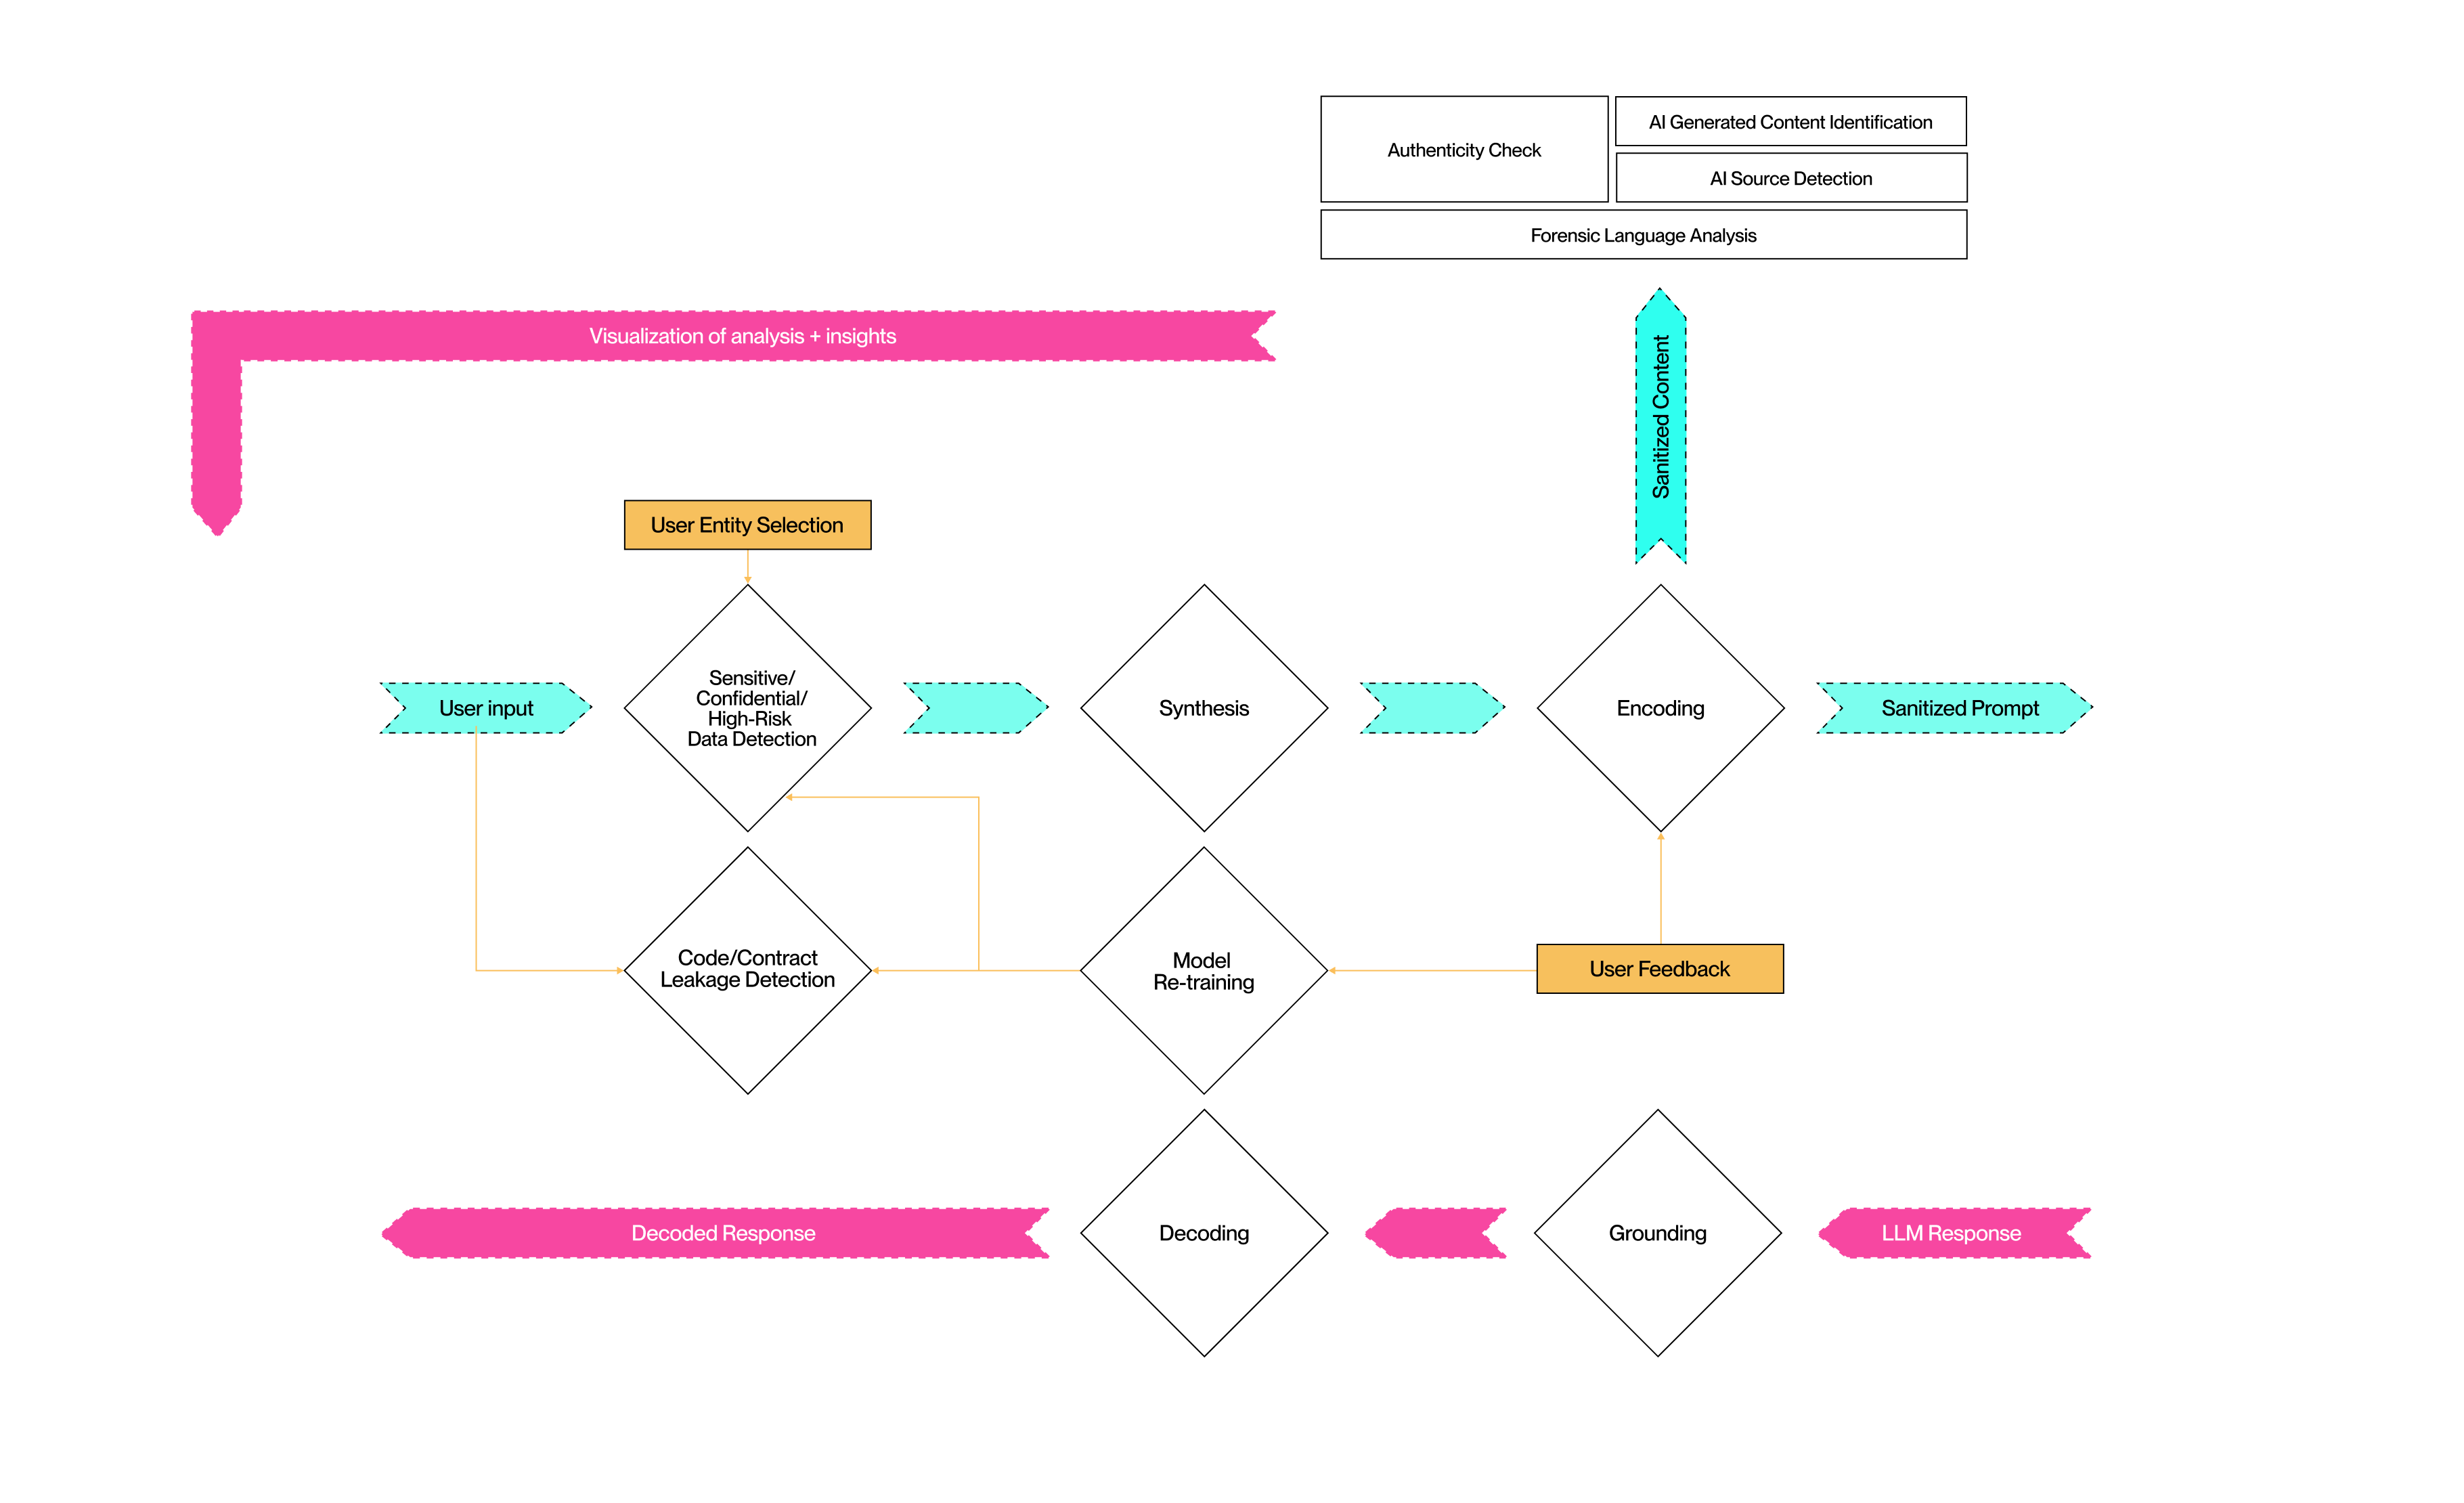 Authenticity Check
AI Generated Content Identification
AI Source Detection
Forensic Language Analysis
Visualization of analysis + insights
Sanitized Content
User Entity Selection
User input
Sensitive/
Confidential/
High-Risk
Data Detection
Synthesis
Encoding
Sanitized Prompt
Code/Contract
Leakage Detection
Model
Re-training
User Feedback
Decoded Response
Decoding
Grounding
LLM Response